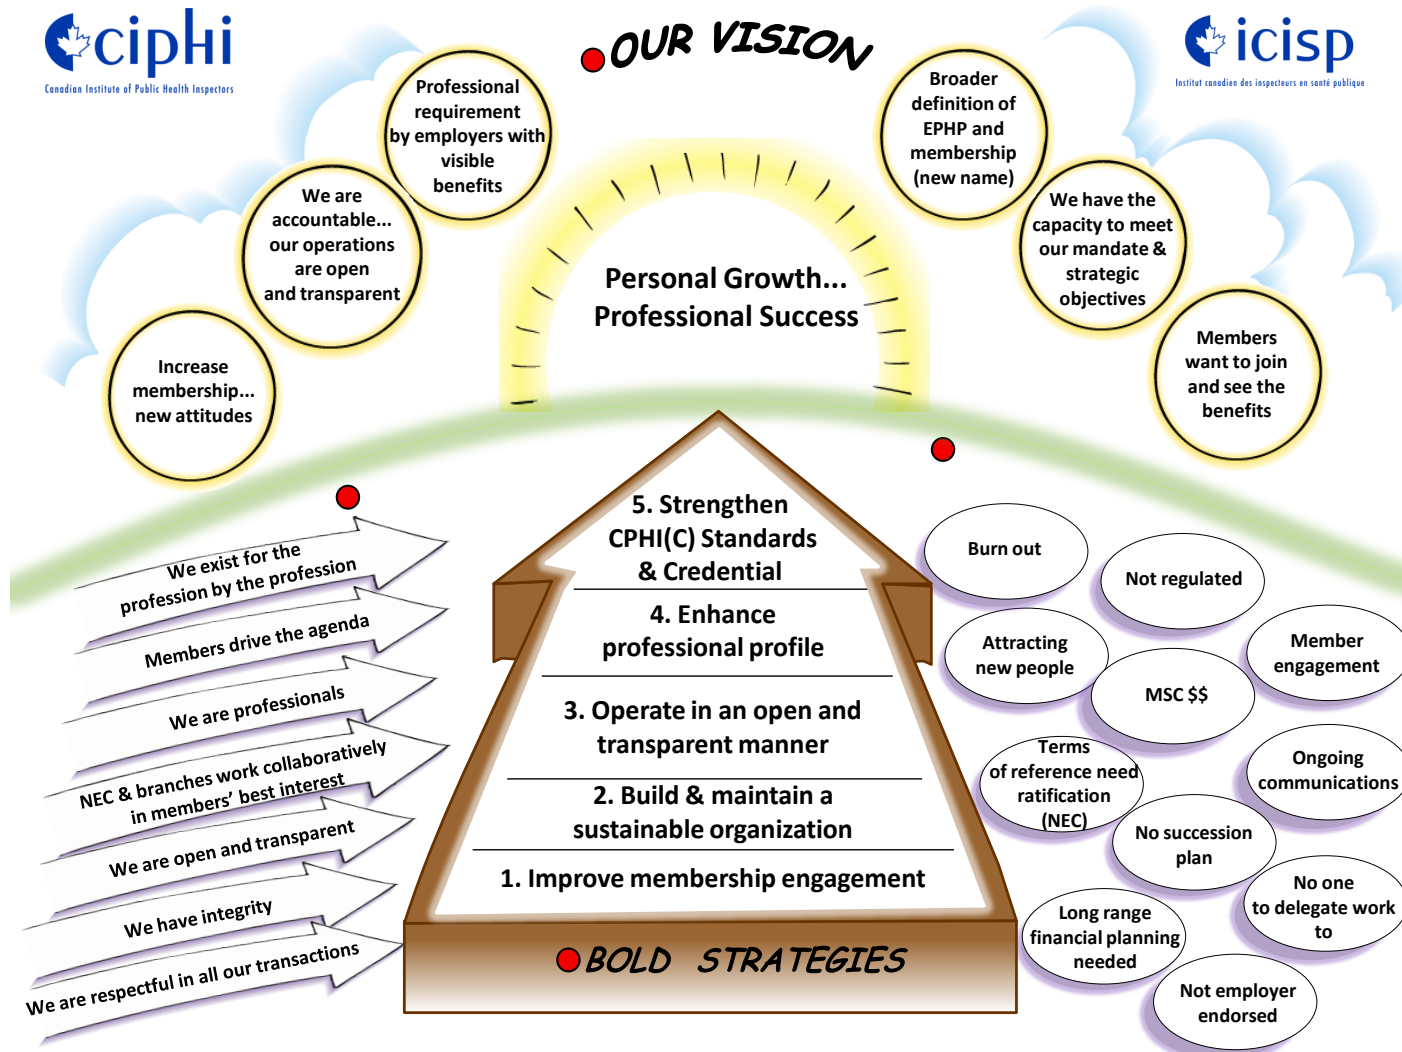 ciphi
Canadian Institute of Public Health Inspectors
OUR VISION
icisp
Institut canadien des inspecteurs en santé publique
Professional
requirement
by employers with
visible
benefits
We are
accountable...
our operations
are open
and transparent
Increase
membership...
new attitudes
Personal Growth...
Professional Success
Broader
definition of
EPHP and
membership
(new name)
We have the
capacity to meet
our mandate &
strategic
objectives
Members
want to join
and see the
benefits
We exist for the
profession by the profession
Members drive the agenda
We are professionals
NEC & branches work collaboratively
in members' best interest
We are open and transparent
We have integrity
We are respectful in all our transactions
5. Strengthen
CPHI(C) Standards
& Credential
4. Enhance
professional profile
3. Operate in an open and
transparent manner
2. Build & maintain a
sustainable organization
1. Improve membership engagement
BOLD STRATEGIES
Burn out
Not regulated
Attracting
new people
Member
engagement
MSC $$
Terms
of reference need
ratification
(NEC)
Ongoing
communications
No succession
plan
No one
to delegate work
to
Long range
financial planning
needed
Not employer
endorsed